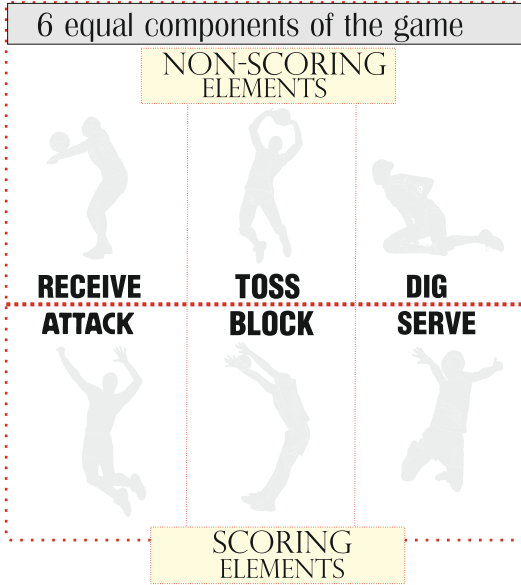 6 equal components of the game
NON-SCORING
ELEMENTS
RECEIVE TOSS DIG
ATTACK BLOCK SERVE
SCORING
ELEMENTS